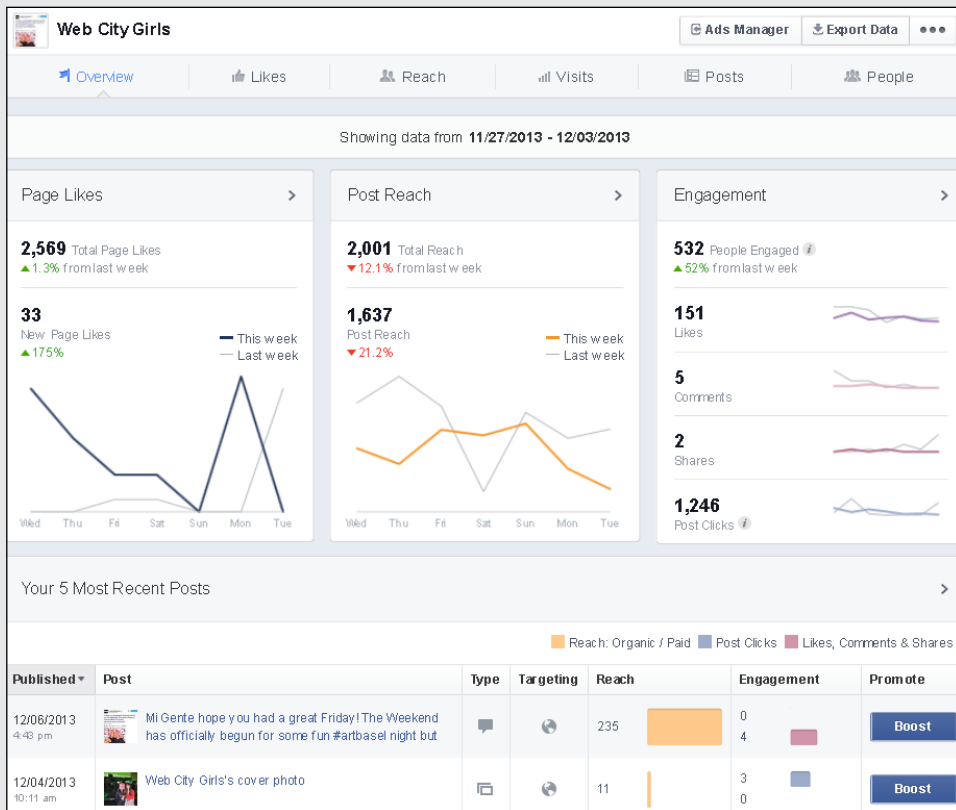 Web City Girls
Ads Manager
Export Data
Overview
Likes
Reach
Visits
Posts
People
Showing data from 11/27/2013 - 12/03/2013
Page Likes
2,569 Total Page Likes
1.3% from last week
33
New Page Likes
175%
This week
Last week
Wed Thu Fri Sat Sun Mon Tue
Post Reach
2,001 Total Reach
12.1% from last week
1,637
Post Reach
21.2%
This week
Last week
Wed Thu Fri Sat Sun Mon Tue
Engagement
532 People Engaged
52% from last week
151
Likes
5
Comments
2
Shares
1,246
Post Clicks
Your 5 Most Recent Posts
Reach: Organic / Paid Post Clicks Likes, Comments & Shares
Published Post Type Targeting Reach Engagement Promote
12/06/2013
4:43 pm
Mi Gente hope you had a great Friday! The Weekend
has officially begun for some fun #artbasel night but
235
0
4
Boost
12/04/2013
10:11 am
Web City Girls's cover photo
11
3
0
Boost